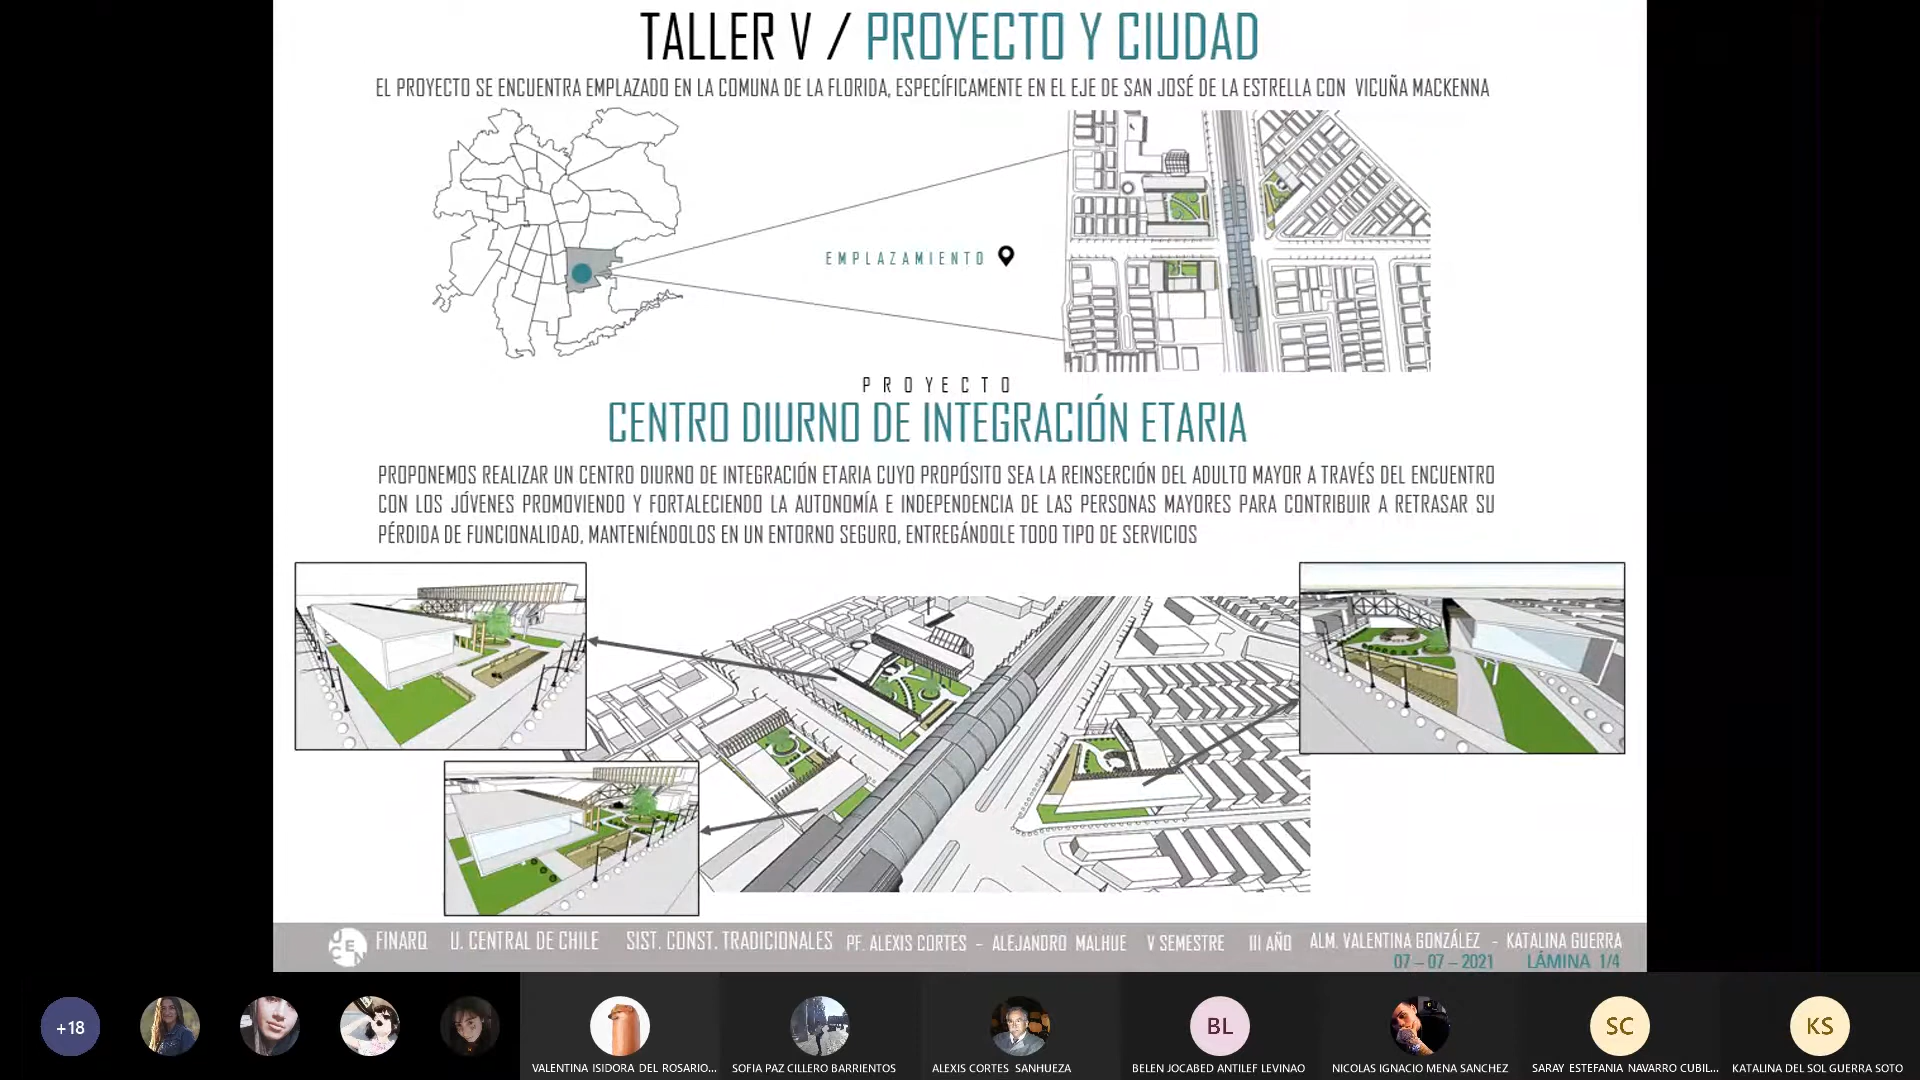 TALLER V / PROYECTO Y CIUDAD
EL PROYECTO SE ENCUENTRA EMPLAZADO EN LA COMUNA DE LA FLORIDA, ESPECÍFICAMENTE EN EL EJE DE SAN JOSÉ DE LA ESTRELLA CON VICUÑA MACKENNA
EMPLAZAMIENTO
PROYECTO
CENTRO DIURNO DE INTEGRACIÓN ETARIA
PROPONEMOS REALIZAR UN CENTRO DIURNO DE INTEGRACIÓN ETARIA CUYO PROPÓSITO SEA LA REINSERCIÓN DEL ADULTO MAYOR A TRAVÉS DEL ENCUENTRO
CON LOS JÓVENES PROMOVIENDO Y FORTALECIENDO LA AUTONOMÍA E INDEPENDENCIA DE LAS PERSONAS MAYORES PARA CONTRIBUIR A RETRASAR SU
PÉRDIDA DE FUNCIONALIDAD, MANTENIÉNDOLOS EN UN ENTORNO SEGURO, ENTREGÁNDOLE TODO TIPO DE SERVICIOS
UCEN FINARQ U. CENTRAL DE CHILE SIST. CONST. TRADICIONALES PF. ALEXIS CORTES - ALEJANDRO MALHUE V SEMESTRE III AÑO ALM. VALENTINA GONZÁLEZ - KATALINA GUERRA
07 - 07 - 2021 LÁMINA 1/4
+18 BL SC KS
VALENTINA ISIDORA DEL ROSARIO... SOFIA PAZ CILLERO BARRIENTOS ALEXIS CORTES SANHUEZA BELEN JOCABED ANTILEF LEVINAO NICOLAS IGNACIO MENA SANCHEZ SARAY ESTEFANIA NAVARRO CUBIL... KATALINA DEL SOL GUERRA SOTO